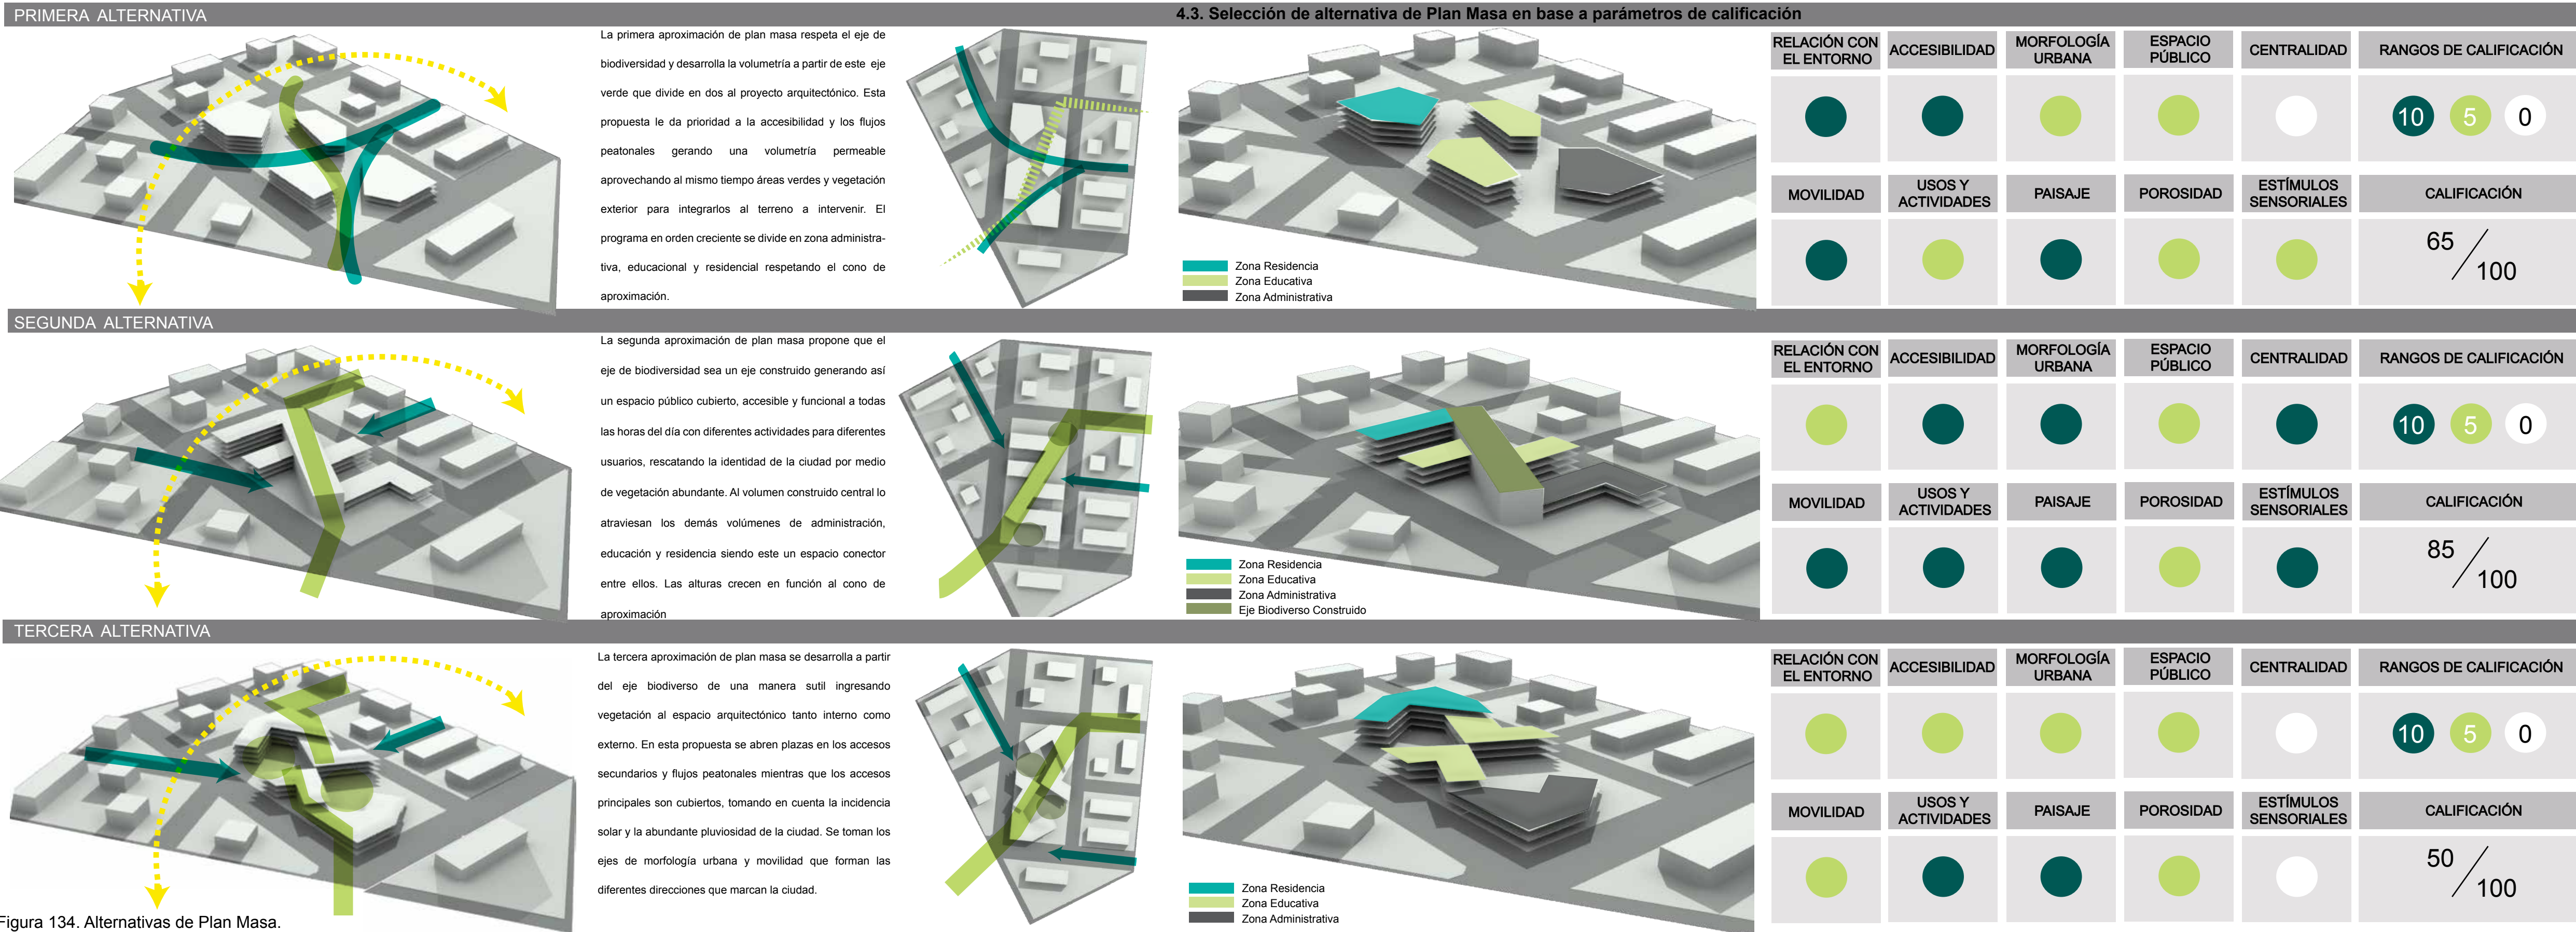 4.3. Selección de alternativa de Plan Masa en base a parámetros de calificación
PRIMERA ALTERNATIVA
La primera aproximación de plan masa respeta el eje de
biodiversidad y desarrolla la volumetría a partir de este eje
verde que divide en dos al proyecto arquitectónico. Esta
propuesta le da prioridad a la accesibilidad y los flujos
peatonales gerando una volumetría permeable
aprovechando al mismo tiempo áreas verdes y vegetación
exterior para integrarlos al terreno a intervenir. El
programa en orden creciente se divide en zona administra-
tiva, educacional y residencial respetando el cono de
aproximación.
Zona Residencia
Zona Educativa
Zona Administrativa
RELACIÓN CON EL ENTORNO
ACCESIBILIDAD
MORFOLOGÍA URBANA
ESPACIO PÚBLICO
CENTRALIDAD
RANGOS DE CALIFICACIÓN
10 5 0
MOVILIDAD
USOS Y ACTIVIDADES
PAISAJE
POROSIDAD
ESTÍMULOS SENSORIALES
CALIFICACIÓN
65/100
SEGUNDA ALTERNATIVA
La segunda aproximación de plan masa propone que el
eje de biodiversidad sea un eje construido generando así
un espacio público cubierto, accesible y funcional a todas
las horas del día con diferentes actividades para diferentes
usuarios, rescatando la identidad de la ciudad por medio
de vegetación abundante. Al volumen construido central lo
atraviesan los demás volúmenes de administración,
educación y residencia siendo este un espacio conector
entre ellos. Las alturas crecen en función al cono de
aproximación
Zona Residencia
Zona Educativa
Zona Administrativa
Eje Biodiverso Construido
RELACIÓN CON EL ENTORNO
ACCESIBILIDAD
MORFOLOGÍA URBANA
ESPACIO PÚBLICO
CENTRALIDAD
RANGOS DE CALIFICACIÓN
10 5 0
MOVILIDAD
USOS Y ACTIVIDADES
PAISAJE
POROSIDAD
ESTÍMULOS SENSORIALES
CALIFICACIÓN
85/100
TERCERA ALTERNATIVA
La tercera aproximación de plan masa se desarrolla a partir
del eje biodiverso de una manera sutil ingresando
vegetación al espacio arquitectónico tanto interno como
externo. En esta propuesta se abren plazas en los accesos
secundarios y flujos peatonales mientras que los accesos
principales son cubiertos, tomando en cuenta la incidencia
solar y la abundante pluviosidad de la ciudad. Se toman los
ejes de morfología urbana y movilidad que forman las
diferentes direcciones que marcan la ciudad.
Zona Residencia
Zona Educativa
Zona Administrativa
RELACIÓN CON EL ENTORNO
ACCESIBILIDAD
MORFOLOGÍA URBANA
ESPACIO PÚBLICO
CENTRALIDAD
RANGOS DE CALIFICACIÓN
10 5 0
MOVILIDAD
USOS Y ACTIVIDADES
PAISAJE
POROSIDAD
ESTÍMULOS SENSORIALES
CALIFICACIÓN
50/100
Figura 134. Alternativas de Plan Masa.